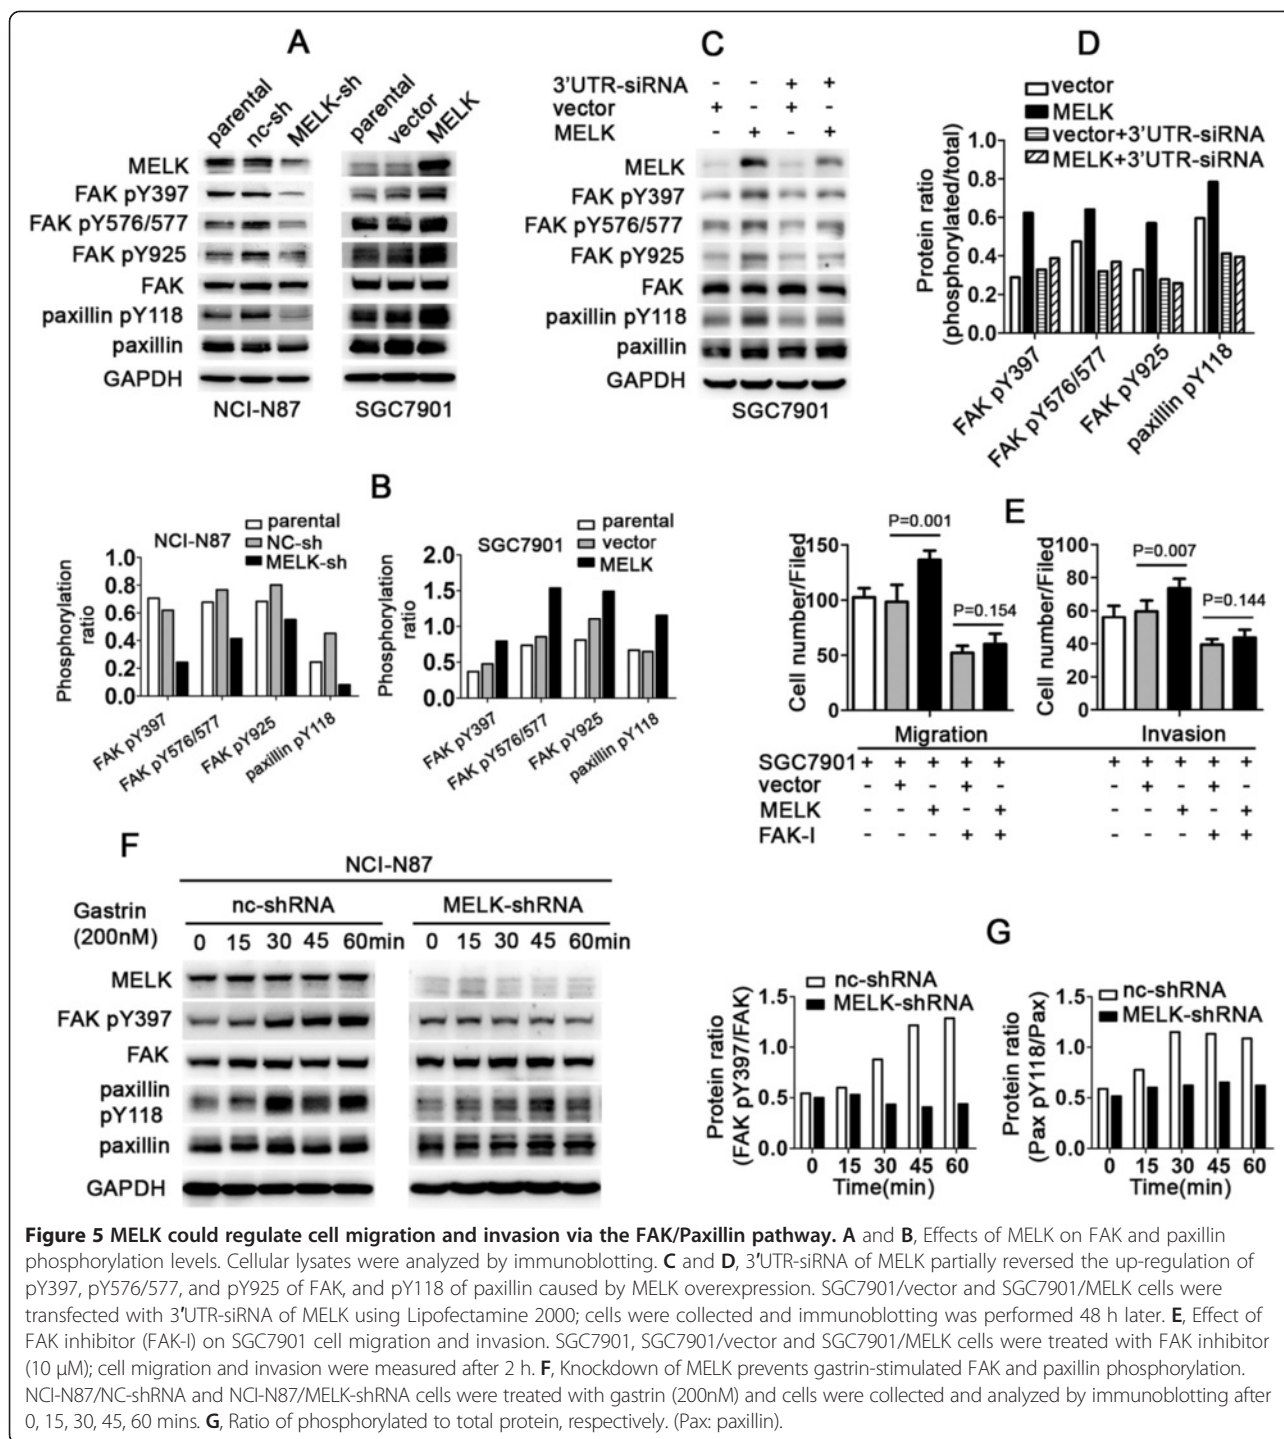 A
parental nc-sh MELK-sh parental vector MELK
MELK
FAK pY397
FAK pY576/577
FAK pY925
FAK
paxillin pY118
paxillin
GAPDH
NCI-N87 SGC7901
C
3'UTR-siRNA - - + +
vector + - + -
MELK - + - +
MELK
FAK pY397
FAK pY576/577
FAK pY925
FAK
paxillin pY118
paxillin
GAPDH
SGC7901
D
vector
MELK
vector+3'UTR-siRNA
MELK+3'UTR-siRNA
Protein ratio
(phosphorylated/total)
1.0
0.8
0.6
0.4
0.2
0.0
FAK pY397 FAK pY576/577 FAK pY925 paxillin pY118
B
NCI-N87
parental
NC-sh
MELK-sh
Phosphorylation
ratio
1.0
0.8
0.6
0.4
0.2
0.0
FAK pY397 FAK pY576/577 FAK pY925 paxillin pY118
SGC7901
parental
vector
MELK
Phosphorylation
ratio
2.0
1.5
1.0
0.5
0.0
FAK pY397 FAK pY576/577 FAK pY925 paxillin pY118
E
Cell number/Filed
150
100
50
0
P=0.001
P=0.154
Cell number/Filed
100
80
60
40
20
0
P=0.007
P=0.144
Migration Invasion
SGC7901 + + + + + + + + + +
vector - + - + - - + - + -
MELK - - + - + - - + - +
FAK-I - - - + + - - - + +
F
NCI-N87
Gastrin nc-shRNA MELK-shRNA
(200nM) 0 15 30 45 60min 0 15 30 45 60min
MELK
FAK pY397
FAK
paxillin
pY118
paxillin
GAPDH
G
nc-shRNA
MELK-shRNA
Protein ratio
(FAK pY397/FAK)
1.5
1.0
0.5
0.0
0 15 30 45 60
Time(min)
nc-shRNA
MELK-shRNA
Protein ratio
(Pax pY118/Pax)
1.5
1.0
0.5
0.0
0 15 30 45 60
Time(min)
Figure 5 MELK could regulate cell migration and invasion via the FAK/Paxillin pathway. A and B, Effects of MELK on FAK and paxillin
phosphorylation levels. Cellular lysates were analyzed by immunoblotting. C and D, 3′UTR-siRNA of MELK partially reversed the up-regulation of
pY397, pY576/577, and pY925 of FAK, and pY118 of paxillin caused by MELK overexpression. SGC7901/vector and SGC7901/MELK cells were
transfected with 3′UTR-siRNA of MELK using Lipofectamine 2000; cells were collected and immunoblotting was performed 48 h later. E, Effect of
FAK inhibitor (FAK-I) on SGC7901 cell migration and invasion. SGC7901, SGC7901/vector and SGC7901/MELK cells were treated with FAK inhibitor
(10 μM); cell migration and invasion were measured after 2 h. F, Knockdown of MELK prevents gastrin-stimulated FAK and paxillin phosphorylation.
NCI-N87/NC-shRNA and NCI-N87/MELK-shRNA cells were treated with gastrin (200nM) and cells were collected and analyzed by immunoblotting after
0, 15, 30, 45, 60 mins. G, Ratio of phosphorylated to total protein, respectively. (Pax: paxillin).